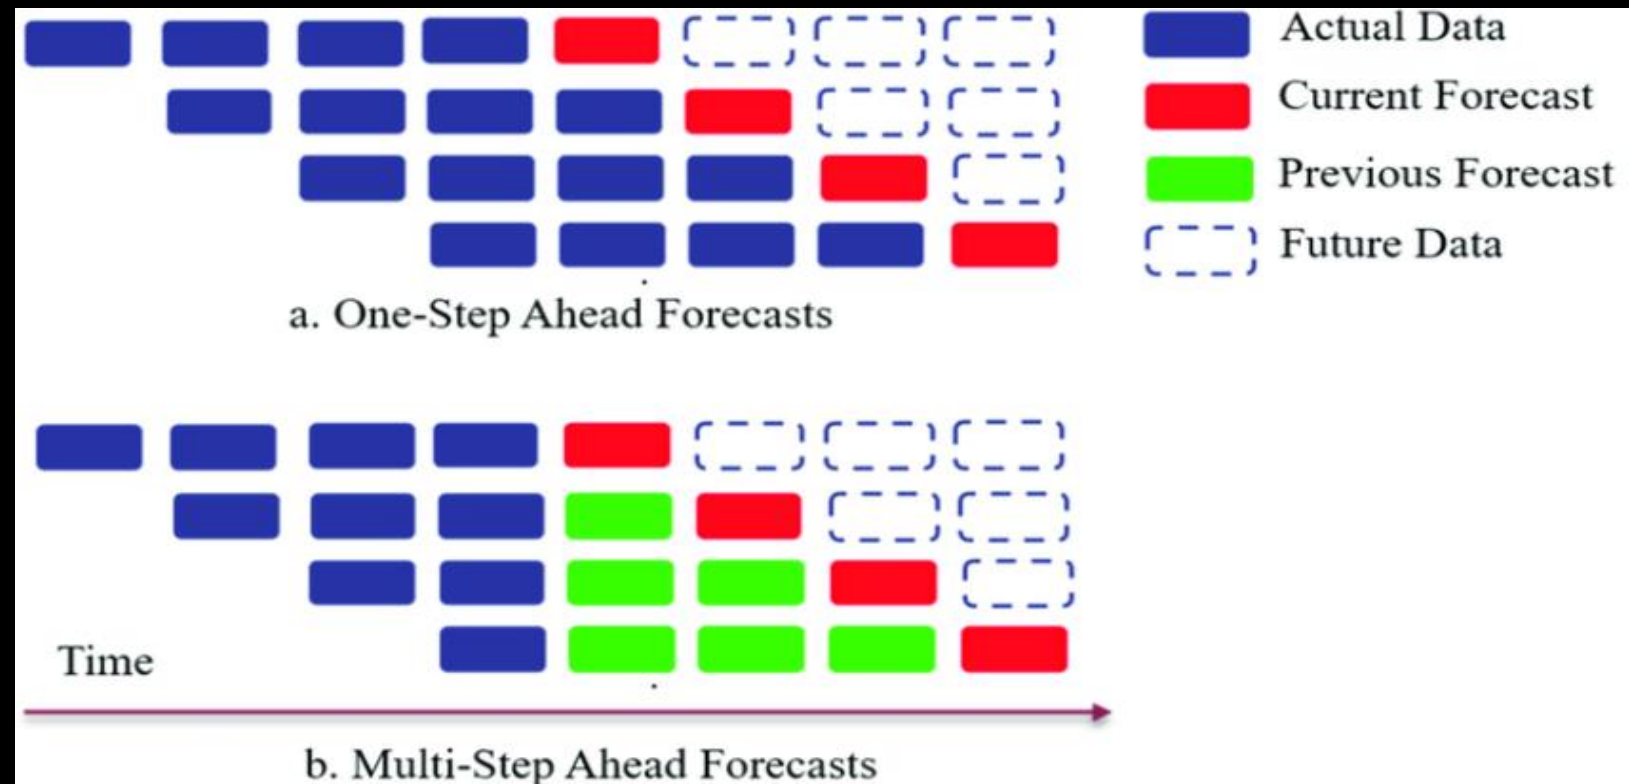 Actual Data
Current Forecast
Previous Forecast
Future Data
a. One-Step Ahead Forecasts
Time
b. Multi-Step Ahead Forecasts